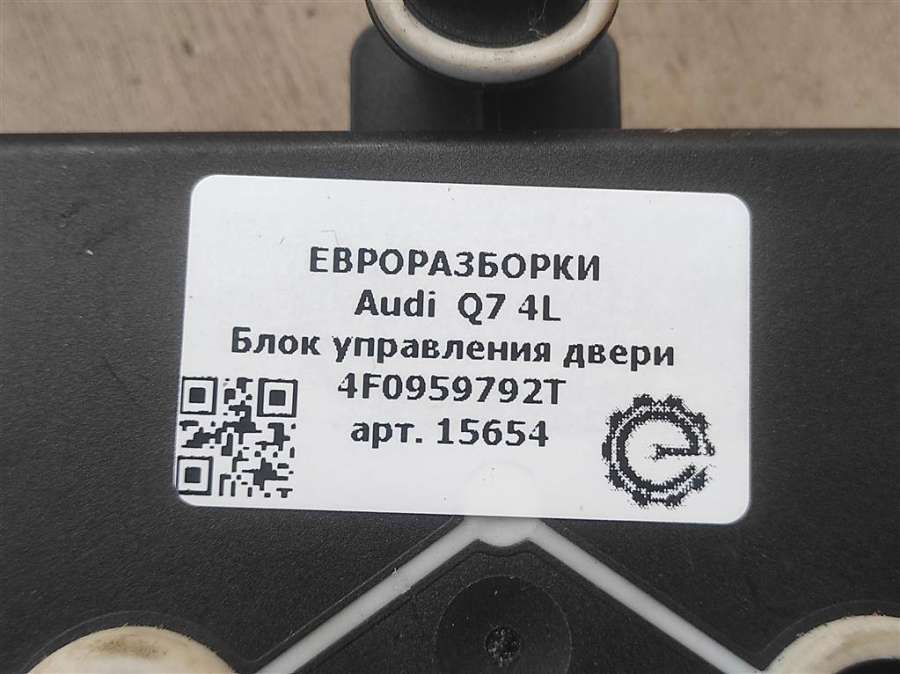 ЕВРОРАЗБОРКИ
Audi Q7 4L
Блок управления двери
4F0959792T
арт. 15654